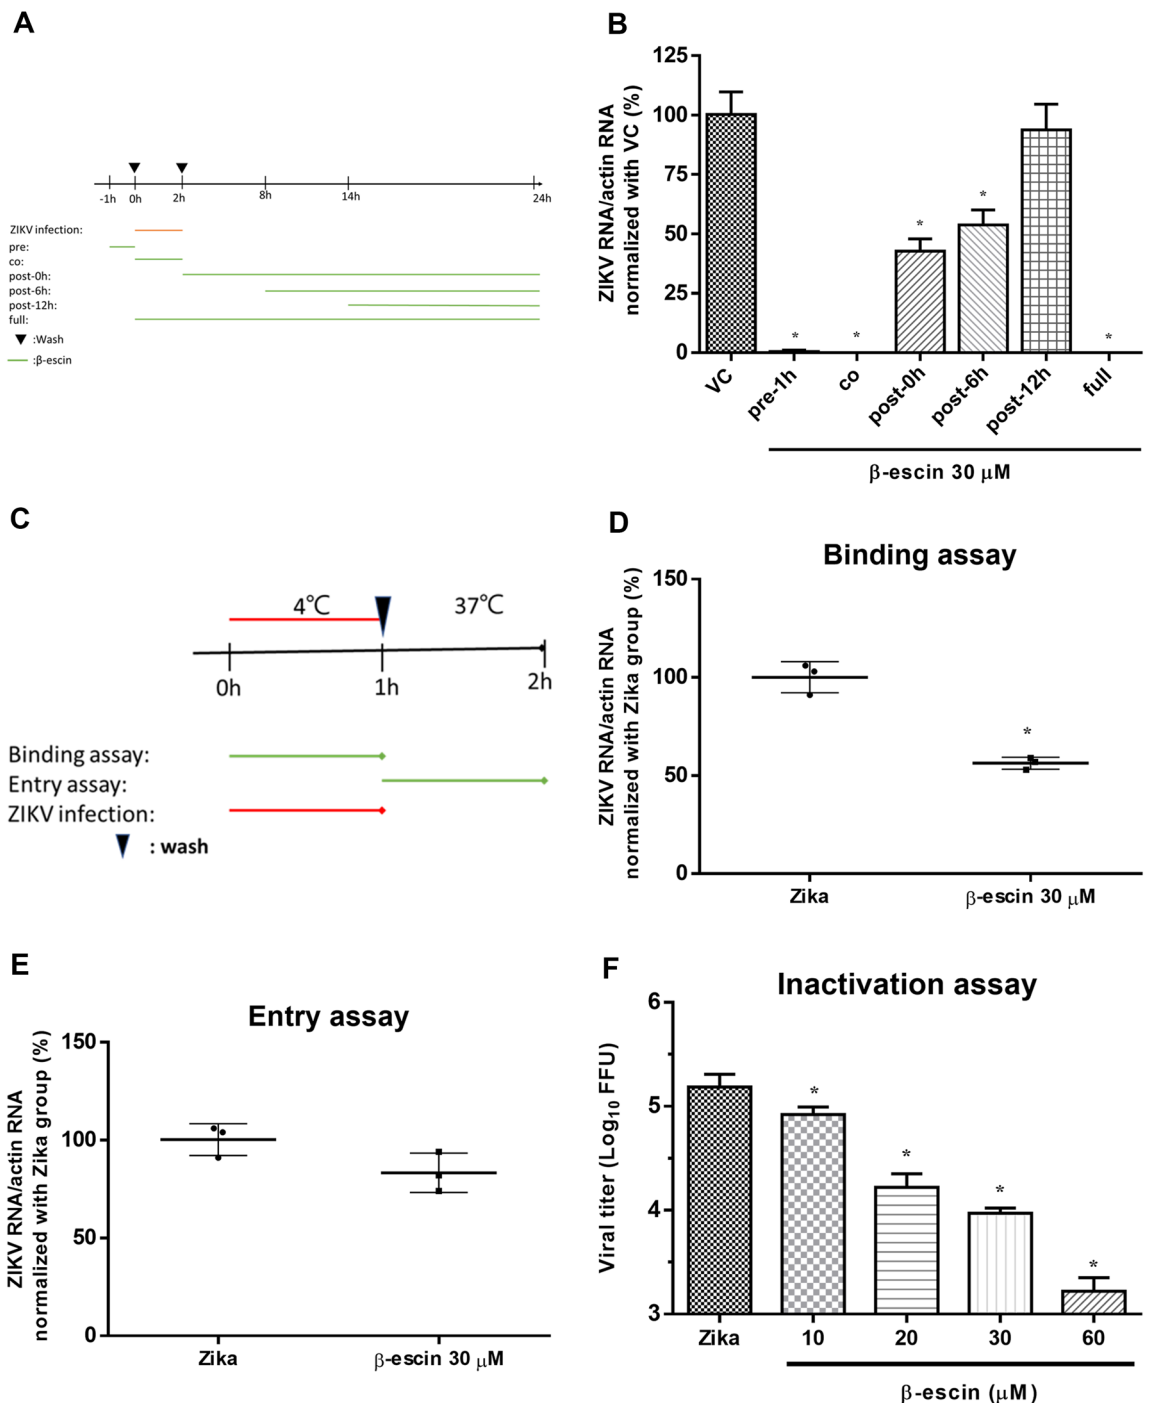 A
-1h 0h 2h 8h 14h 24h
ZIKV infection:
pre:
co:
post-0h:
post-6h:
post-12h:
full:
:Wash
:β-escin
B
ZIKV RNA/actin RNA
normalized with VC (%)
125
100
75
50
25
0
* * * * *
VC pre-1h co post-0h post-6h post-12h full
β-escin 30 μM
C
4℃ 37℃
0h 1h 2h
Binding assay:
Entry assay:
ZIKV infection:
: wash
D
Binding assay
ZIKV RNA/actin RNA
normalized with Zika group (%)
150
100
50
0
*
Zika β-escin 30 μM
E
Entry assay
ZIKV RNA/actin RNA
normalized with Zika group (%)
150
100
50
0
Zika β-escin 30 μM
F
Inactivation assay
Viral titer (Log10 FFU)
6
5
4
3
* * * *
Zika 10 20 30 60
β-escin (μM)